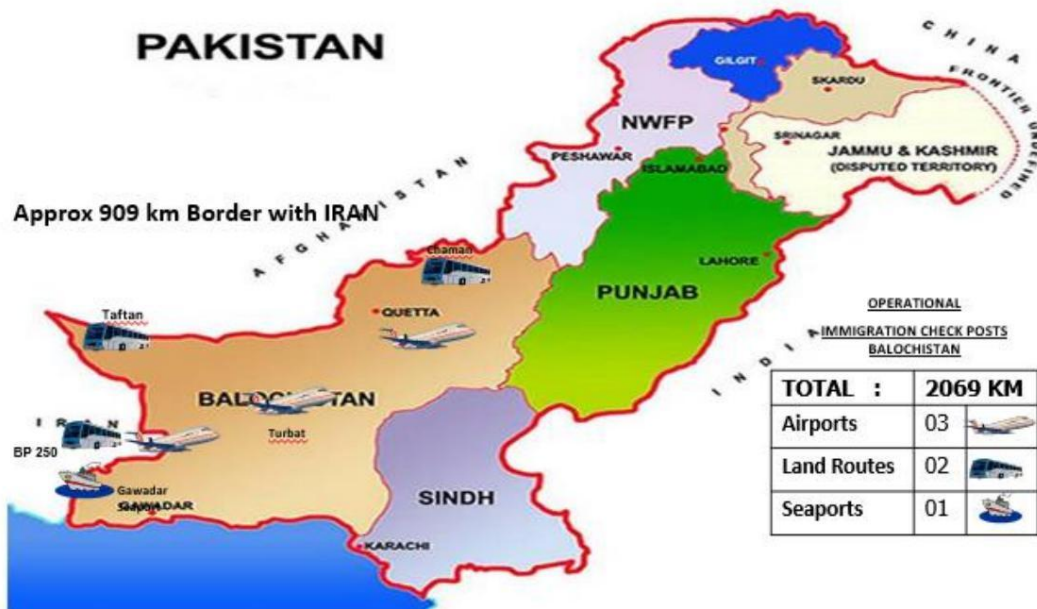 PAKISTAN
CHINA
FRONTIER UNDEFINED
GILGIT
SKARDU
NWFP
SRINAGAR
PESHAWAR
JAMMU & KASHMIR
(DISPUTED TERRITORY)
ISLAMABAD
AFGHANISTAN
Approx 909 km Border with IRAN
Chaman
LAHORE
PUNJAB
Taftan
QUETTA
INDIA
OPERATIONAL
IMMIGRATION CHECK POSTS
BALOCHISTAN
TOTAL : 2069 KM
Airports 03
Land Routes 02
Seaports 01
IRAN
BP 250
Turbat
Gawadar
GAWADAR
SINDH
KARACHI